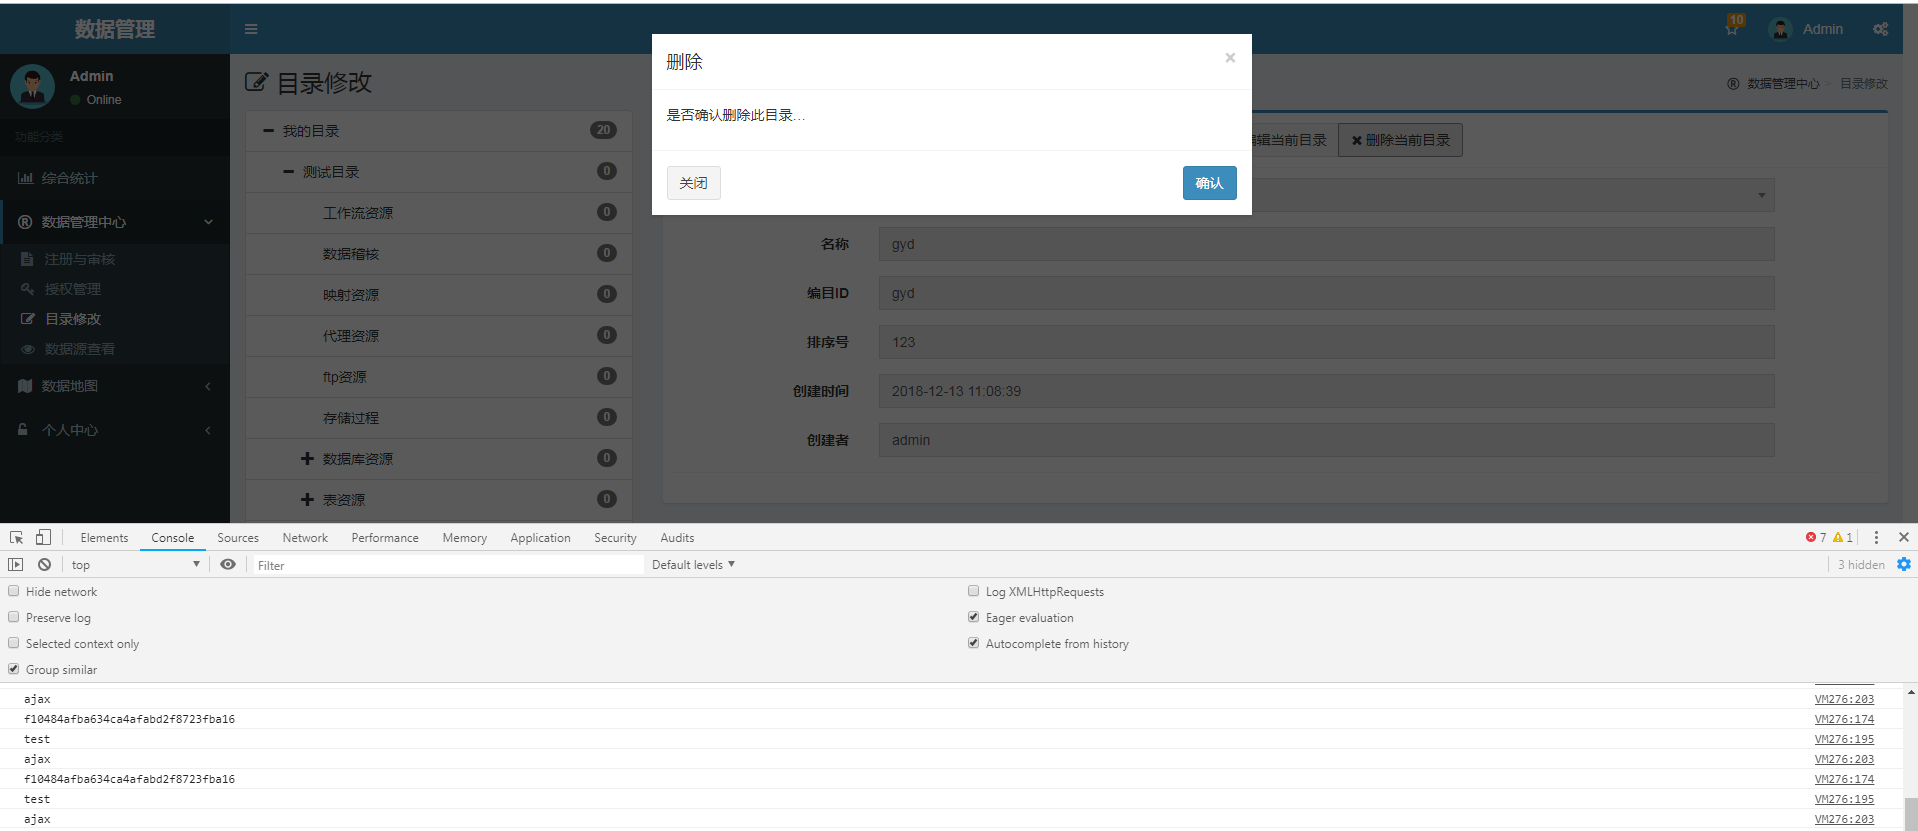 数据管理
10
Admin
Admin
Online
功能分类
综合统计
数据管理中心
注册与审核
授权管理
目录修改
数据源查看
数据地图
个人中心
目录修改
数据管理中心 > 目录修改
我的目录 20
测试目录 0
工作流资源 0
数据稽核 0
映射资源 0
代理资源 0
ftp资源 0
存储过程 0
数据库资源 0
表资源 0
删除 ×
是否确认删除此目录...
关闭 确认
辑当前目录 删除当前目录
名称 gyd
编目ID gyd
排序号 123
创建时间 2018-12-13 11:08:39
创建者 admin
Elements Console Sources Network Performance Memory Application Security Audits 7 1
top Filter Default levels 3 hidden
Hide network Log XMLHttpRequests
Preserve log Eager evaluation
Selected context only Autocomplete from history
Group similar
ajax VM276:203
f10484afba634ca4afabd2f8723fba16 VM276:174
test VM276:195
ajax VM276:203
f10484afba634ca4afabd2f8723fba16 VM276:174
test VM276:195
ajax VM276:203